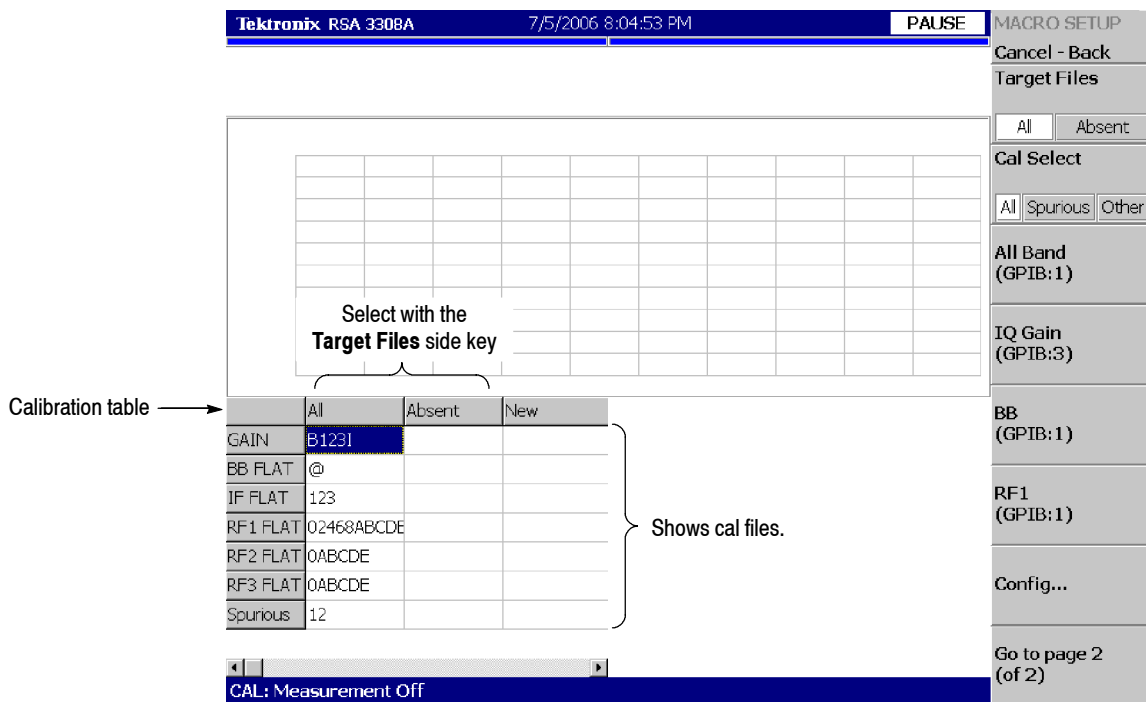 Tektronix RSA 3308A 7/5/2006 8:04:53 PM PAUSE
MACRO SETUP
Cancel - Back
Target Files
All Absent
Cal Select
All Spurious Other
All Band
(GPIB:1)
IQ Gain
(GPIB:3)
BB
(GPIB:1)
RF1
(GPIB:1)
Config...
Go to page 2
(of 2)
Select with the
Target Files side key
Calibration table
All Absent New
GAIN B123I
BB FLAT @
IF FLAT 123
RF1 FLAT 02468ABCDE
RF2 FLAT 0ABCDE
RF3 FLAT 0ABCDE
Spurious 12
Shows cal files.
CAL: Measurement Off